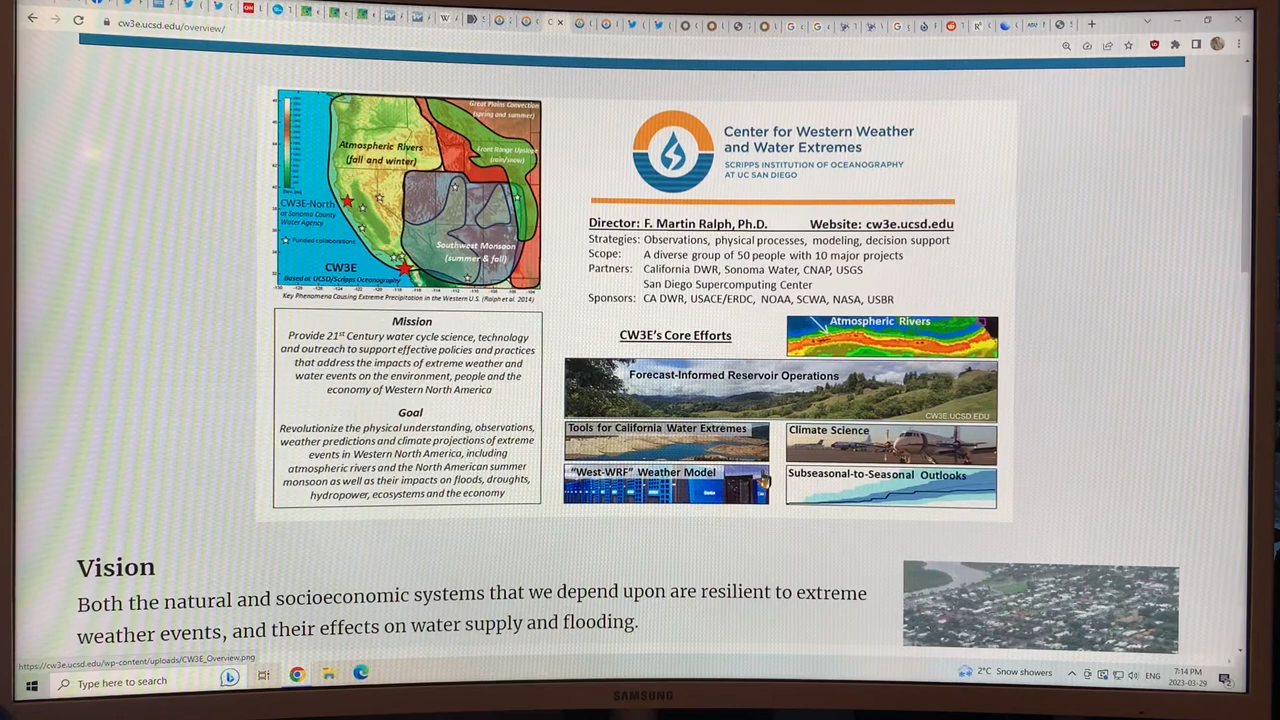 cw3e.ucsd.edu/overview/
Great Plains Convection
(spring and summer)
Atmospheric Rivers
(fall and winter)
Front Range Upslope
(rain/snow)
CW3E-North
at Sonoma County
Water Agency
Funded collaborations
Southwest Monsoon
(summer & fall)
CW3E
Based at UCSD/Scripps Oceanography
Key Phenomena Causing Extreme Precipitation in the Western U.S. (Ralph et al. 2014)
Center for Western Weather
and Water Extremes
SCRIPPS INSTITUTION OF OCEANOGRAPHY
AT UC SAN DIEGO
Director: F. Martin Ralph, Ph.D. Website: cw3e.ucsd.edu
Strategies: Observations, physical processes, modeling, decision support
Scope: A diverse group of 50 people with 10 major projects
Partners: California DWR, Sonoma Water, CNAP, USGS
San Diego Supercomputing Center
Sponsors: CA DWR, USACE/ERDC, NOAA, SCWA, NASA, USBR
Mission
Provide 21st Century water cycle science, technology
and outreach to support effective policies and practices
that address the impacts of extreme weather and
water events on the environment, people and the
economy of Western North America
Goal
Revolutionize the physical understanding, observations,
weather predictions and climate projections of extreme
events in Western North America, including
atmospheric rivers and the North American summer
monsoon as well as their impacts on floods, droughts,
hydropower, ecosystems and the economy
CW3E's Core Efforts
Atmospheric Rivers
Forecast-Informed Reservoir Operations
CW3E.UCSD.EDU
Tools for California Water Extremes
Climate Science
"West-WRF" Weather Model
Subseasonal-to-Seasonal Outlooks
Vision
Both the natural and socioeconomic systems that we depend upon are resilient to extreme
weather events, and their effects on water supply and flooding.
https://cw3e.ucsd.edu/wp-content/uploads/CW3E_Overview.png
Type here to search
2°C Snow showers
ENG
7:14 PM
2023-03-29
SAMSUNG